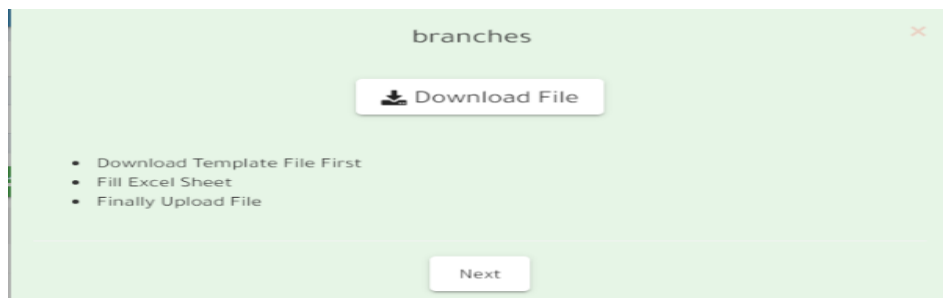 branches
Download File
Download Template File First
Fill Excel Sheet
Finally Upload File
Next